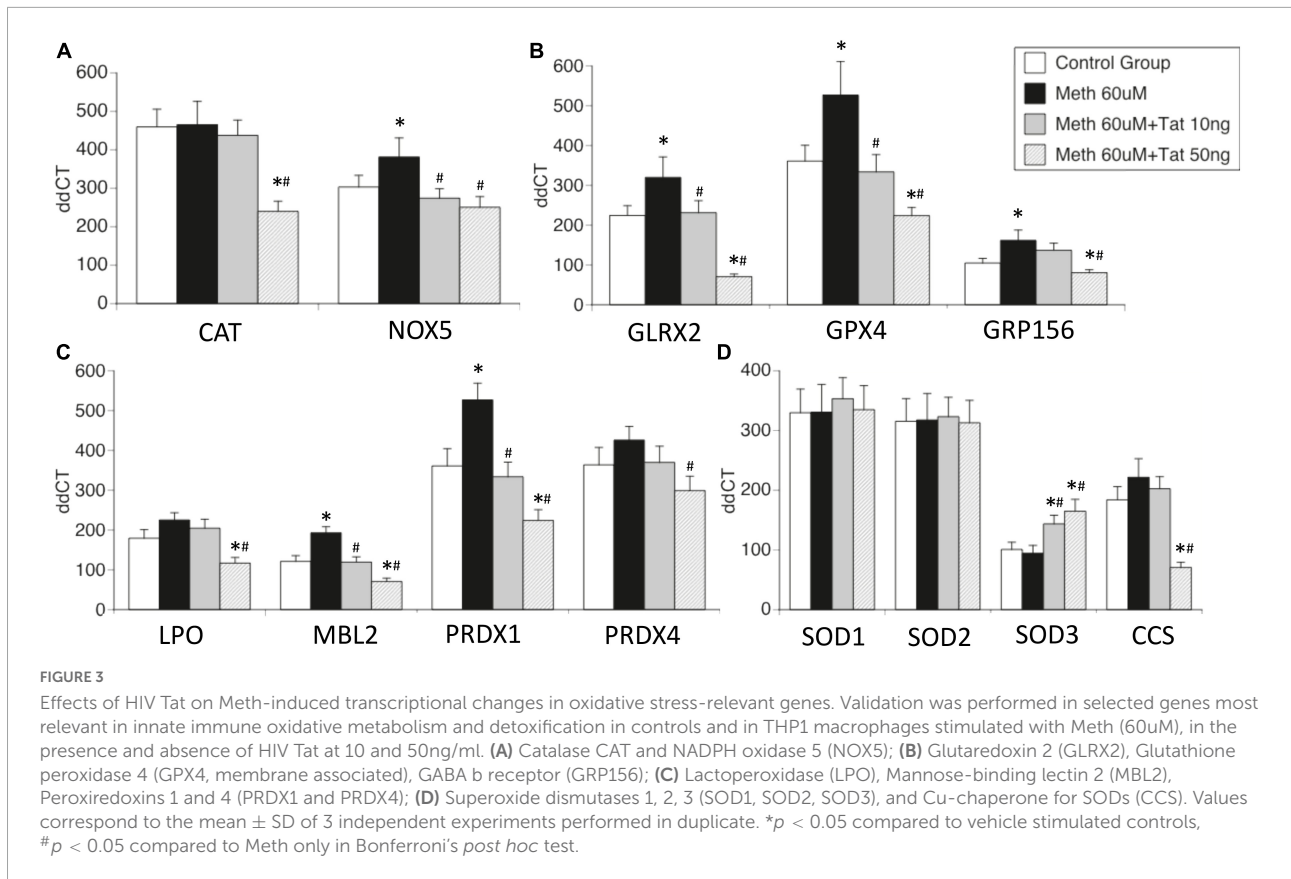 A
600
500
400
300
200
100
0
ddCT
*
#
#
*#
CAT
NOX5
B
600
500
400
300
200
100
0
ddCT
*
#
*#
*
#
*#
*
*#
GLRX2
GPX4
GRP156
Control Group
Meth 60uM
Meth 60uM+Tat 10ng
Meth 60uM+Tat 50ng
C
600
500
400
300
200
100
0
ddCT
*#
*
#
*#
*
#
*#
#
LPO
MBL2
PRDX1
PRDX4
D
400
300
200
100
0
ddCT
*#
*#
*#
SOD1
SOD2
SOD3
CCS
FIGURE 3
Effects of HIV Tat on Meth-induced transcriptional changes in oxidative stress-relevant genes. Validation was performed in selected genes most
relevant in innate immune oxidative metabolism and detoxification in controls and in THP1 macrophages stimulated with Meth (60uM), in the
presence and absence of HIV Tat at 10 and 50ng/ml. (A) Catalase CAT and NADPH oxidase 5 (NOX5); (B) Glutaredoxin 2 (GLRX2), Glutathione
peroxidase 4 (GPX4, membrane associated), GABA b receptor (GRP156); (C) Lactoperoxidase (LPO), Mannose-binding lectin 2 (MBL2),
Peroxiredoxins 1 and 4 (PRDX1 and PRDX4); (D) Superoxide dismutases 1, 2, 3 (SOD1, SOD2, SOD3), and Cu-chaperone for SODs (CCS). Values
correspond to the mean ± SD of 3 independent experiments performed in duplicate. *p < 0.05 compared to vehicle stimulated controls,
#p < 0.05 compared to Meth only in Bonferroni's post hoc test.